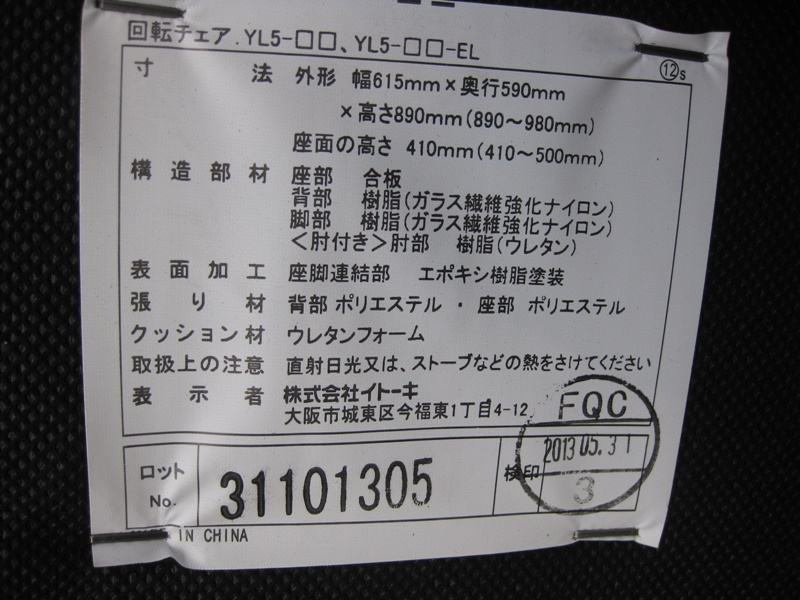 回転チェア.YL5-□□、YL5-□□-EL
⑫s
寸法 外形 幅615mm×奥行590mm
×高さ890mm(890～980mm)
座面の高さ 410mm(410～500mm)
構造部材 座部 合板
背部 樹脂(ガラス繊維強化ナイロン)
脚部 樹脂(ガラス繊維強化ナイロン)
＜肘付き＞肘部 樹脂(ウレタン)
表面加工 座脚連結部 エポキシ樹脂塗装
張り材 背部 ポリエステル ・ 座部 ポリエステル
クッション材 ウレタンフォーム
取扱上の注意 直射日光又は、ストーブなどの熱をさけてください
表示者 株式会社イトーキ
大阪市城東区今福東1丁目4-12
ロットNo. 31101305
検印 FQC
2013.05.31
3
IN CHINA